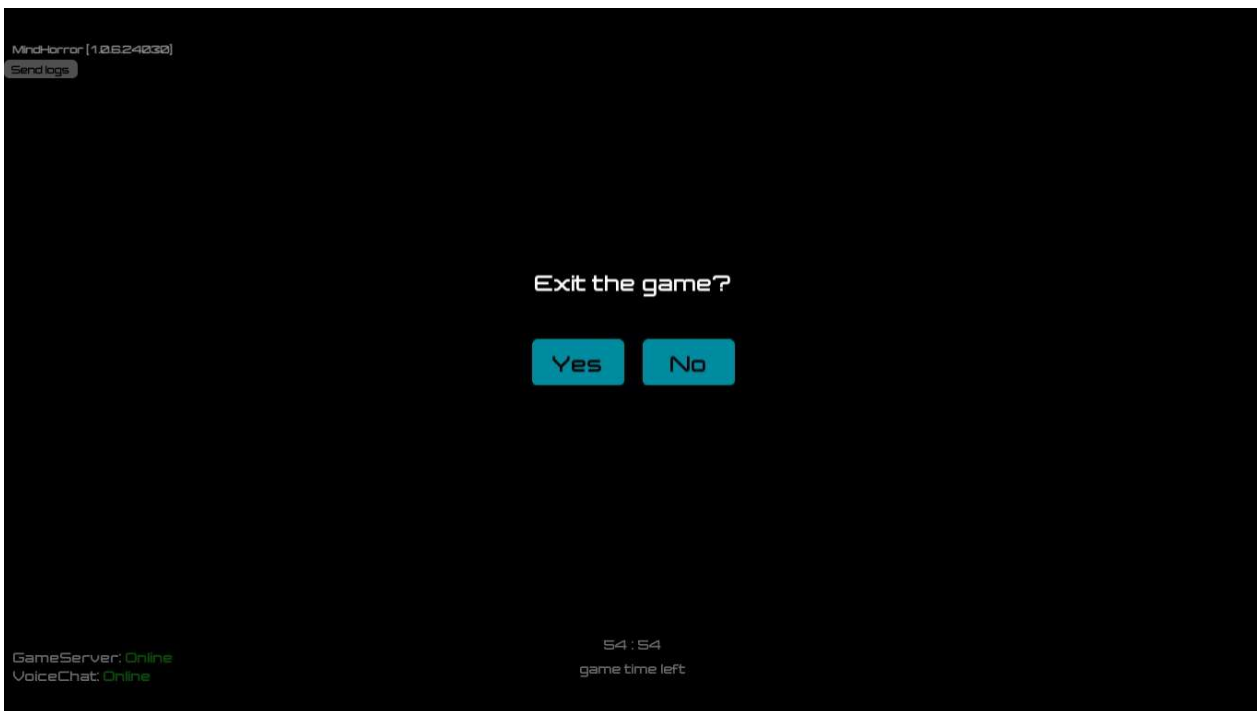 MindHorror [1.0.6.24030]
Send logs
Exit the game?
Yes No
54 : 54
game time left
GameServer: Online
VoiceChat: Online